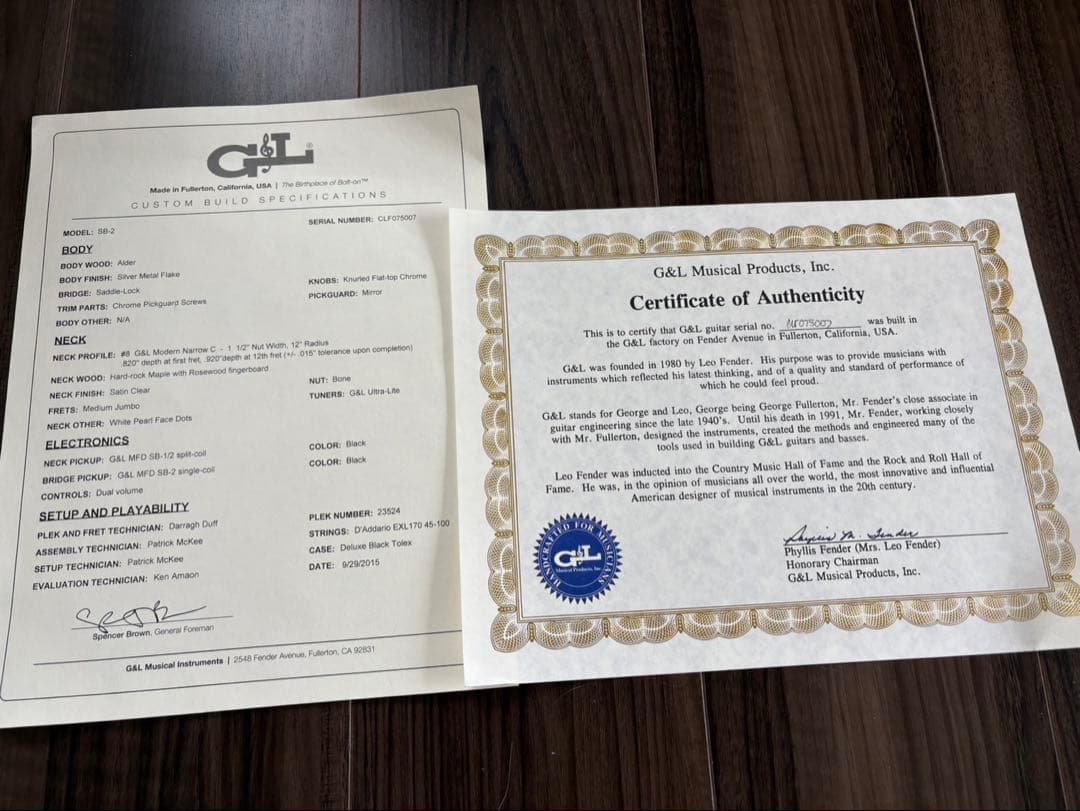 G&L®
Made in Fullerton, California, USA | The Birthplace of Bolt-on™
CUSTOM BUILD SPECIFICATIONS
MODEL: SB-2
SERIAL NUMBER: CLF075007
BODY
BODY WOOD: Alder
BODY FINISH: Silver Metal Flake
KNOBS: Knurled Flat-top Chrome
BRIDGE: Saddle-Lock
PICKGUARD: Mirror
TRIM PARTS: Chrome Pickguard Screws
BODY OTHER: N/A
NECK
NECK PROFILE: #8 G&L Modern Narrow C - 1 1/2" Nut Width, 12" Radius
.820" depth at first fret, .920"depth at 12th fret (+/- .015" tolerance upon completion)
NECK WOOD: Hard-rock Maple with Rosewood fingerboard
NECK FINISH: Satin Clear
NUT: Bone
FRETS: Medium Jumbo
TUNERS: G&L Ultra-Lite
NECK OTHER: White Pearl Face Dots
ELECTRONICS
NECK PICKUP: G&L MFD SB-1/2 split-coil
COLOR: Black
BRIDGE PICKUP: G&L MFD SB-2 single-coil
COLOR: Black
CONTROLS: Dual volume
SETUP AND PLAYABILITY
PLEK AND FRET TECHNICIAN: Darragh Duff
PLEK NUMBER: 23524
ASSEMBLY TECHNICIAN: Patrick McKee
STRINGS: D'Addario EXL170 45-100
SETUP TECHNICIAN: Patrick McKee
CASE: Deluxe Black Tolex
EVALUATION TECHNICIAN: Ken Amaon
DATE: 9/29/2015
Spencer Brown, General Foreman
G&L Musical Instruments | 2548 Fender Avenue, Fullerton, CA 92831
G&L Musical Products, Inc.
Certificate of Authenticity
This is to certify that G&L guitar serial no. was built in
the G&L factory on Fender Avenue in Fullerton, California, USA.
G&L was founded in 1980 by Leo Fender. His purpose was to provide musicians with
instruments which reflected his latest thinking, and of a quality and standard of performance of
which he could feel proud.
G&L stands for George and Leo, George being George Fullerton, Mr. Fender's close associate in
guitar engineering since the late 1940's. Until his death in 1991, Mr. Fender, working closely
with Mr. Fullerton, designed the instruments, created the methods and engineered many of the
tools used in building G&L guitars and basses.
Leo Fender was inducted into the Country Music Hall of Fame and the Rock and Roll Hall of
Fame. He was, in the opinion of musicians all over the world, the most innovative and influential
American designer of musical instruments in the 20th century.
HANDCRAFTED FOR MUSICIANS
G&L
Musical Products, Inc.
Phyllis M. Fender
Phyllis Fender (Mrs. Leo Fender)
Honorary Chairman
G&L Musical Products, Inc.